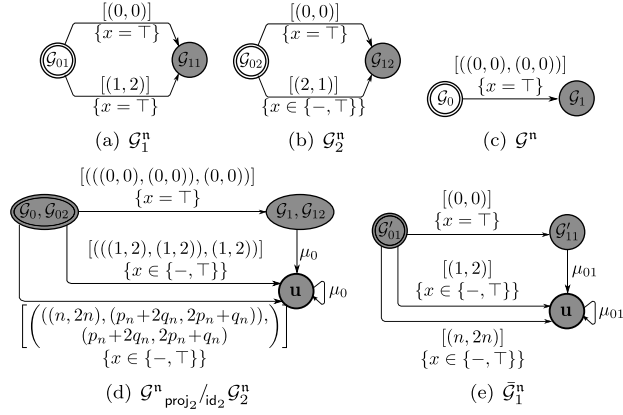 [(0, 0)]
{x = ⊤}
𝒢₀₁
𝒢₁₁
[(1, 2)]
{x = ⊤}
(a) 𝒢₁ⁿ
[(0, 0)]
{x = ⊤}
𝒢₀₂
𝒢₁₂
[(2, 1)]
{x ∈ {−, ⊤}}
(b) 𝒢₂ⁿ
[((0, 0), (0, 0))]
{x = ⊤}
𝒢₀
𝒢₁
(c) 𝒢ⁿ
[(((0, 0), (0, 0)), (0, 0))]
{x = ⊤}
𝒢₀, 𝒢₀₂
𝒢₁, 𝒢₁₂
μ₀
[(((1, 2), (1, 2)), (1, 2))]
{x ∈ {−, ⊤}}
u
μ₀
[(((n, 2n), (pₙ+2qₙ, 2pₙ+qₙ)),
(pₙ+2qₙ, 2pₙ+qₙ))]
{x ∈ {−, ⊤}}
(d) 𝒢ⁿ proj₂/id₂ 𝒢₂ⁿ
[(0, 0)]
{x = ⊤}
𝒢′₀₁
𝒢′₁₁
μ₀₁
[(1, 2)]
{x ∈ {−, ⊤}}
u
μ₀₁
[(n, 2n)]
{x ∈ {−, ⊤}}
(e) 𝒢̄₁ⁿ